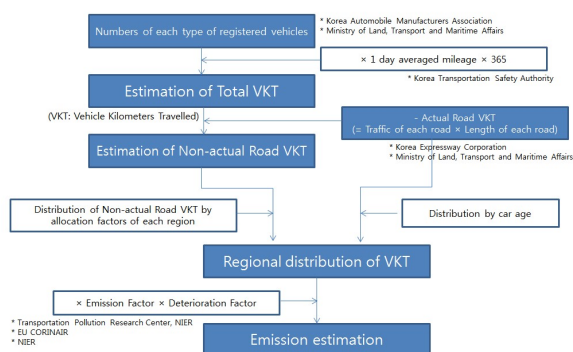 Numbers of each type of registered vehicles
* Korea Automobile Manufacturers Association
* Ministry of Land, Transport and Maritime Affairs
× 1 day averaged mileage × 365
* Korea Transportation Safety Authority
Estimation of Total VKT
(VKT: Vehicle Kilometers Travelled)
- Actual Road VKT
(= Traffic of each road × Length of each road)
* Korea Expressway Corporation
* Ministry of Land, Transport and Maritime Affairs
Estimation of Non-actual Road VKT
Distribution of Non-actual Road VKT by
allocation factors of each region
Distribution by car age
Regional distribution of VKT
× Emission Factor × Deterioration Factor
* Transportation Pollution Research Center, NIER
* EU CORINAIR
* NIER
Emission estimation